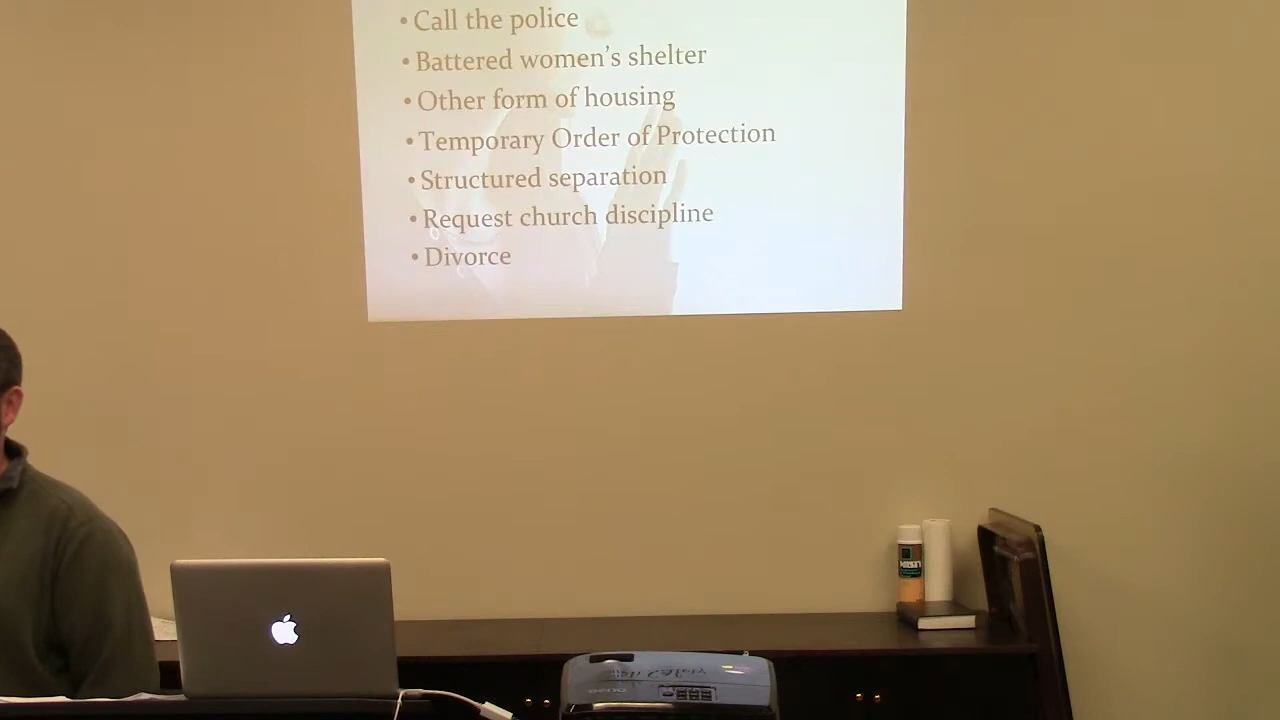 • Call the police
• Battered women's shelter
• Other form of housing
• Temporary Order of Protection
• Structured separation
• Request church discipline
• Divorce